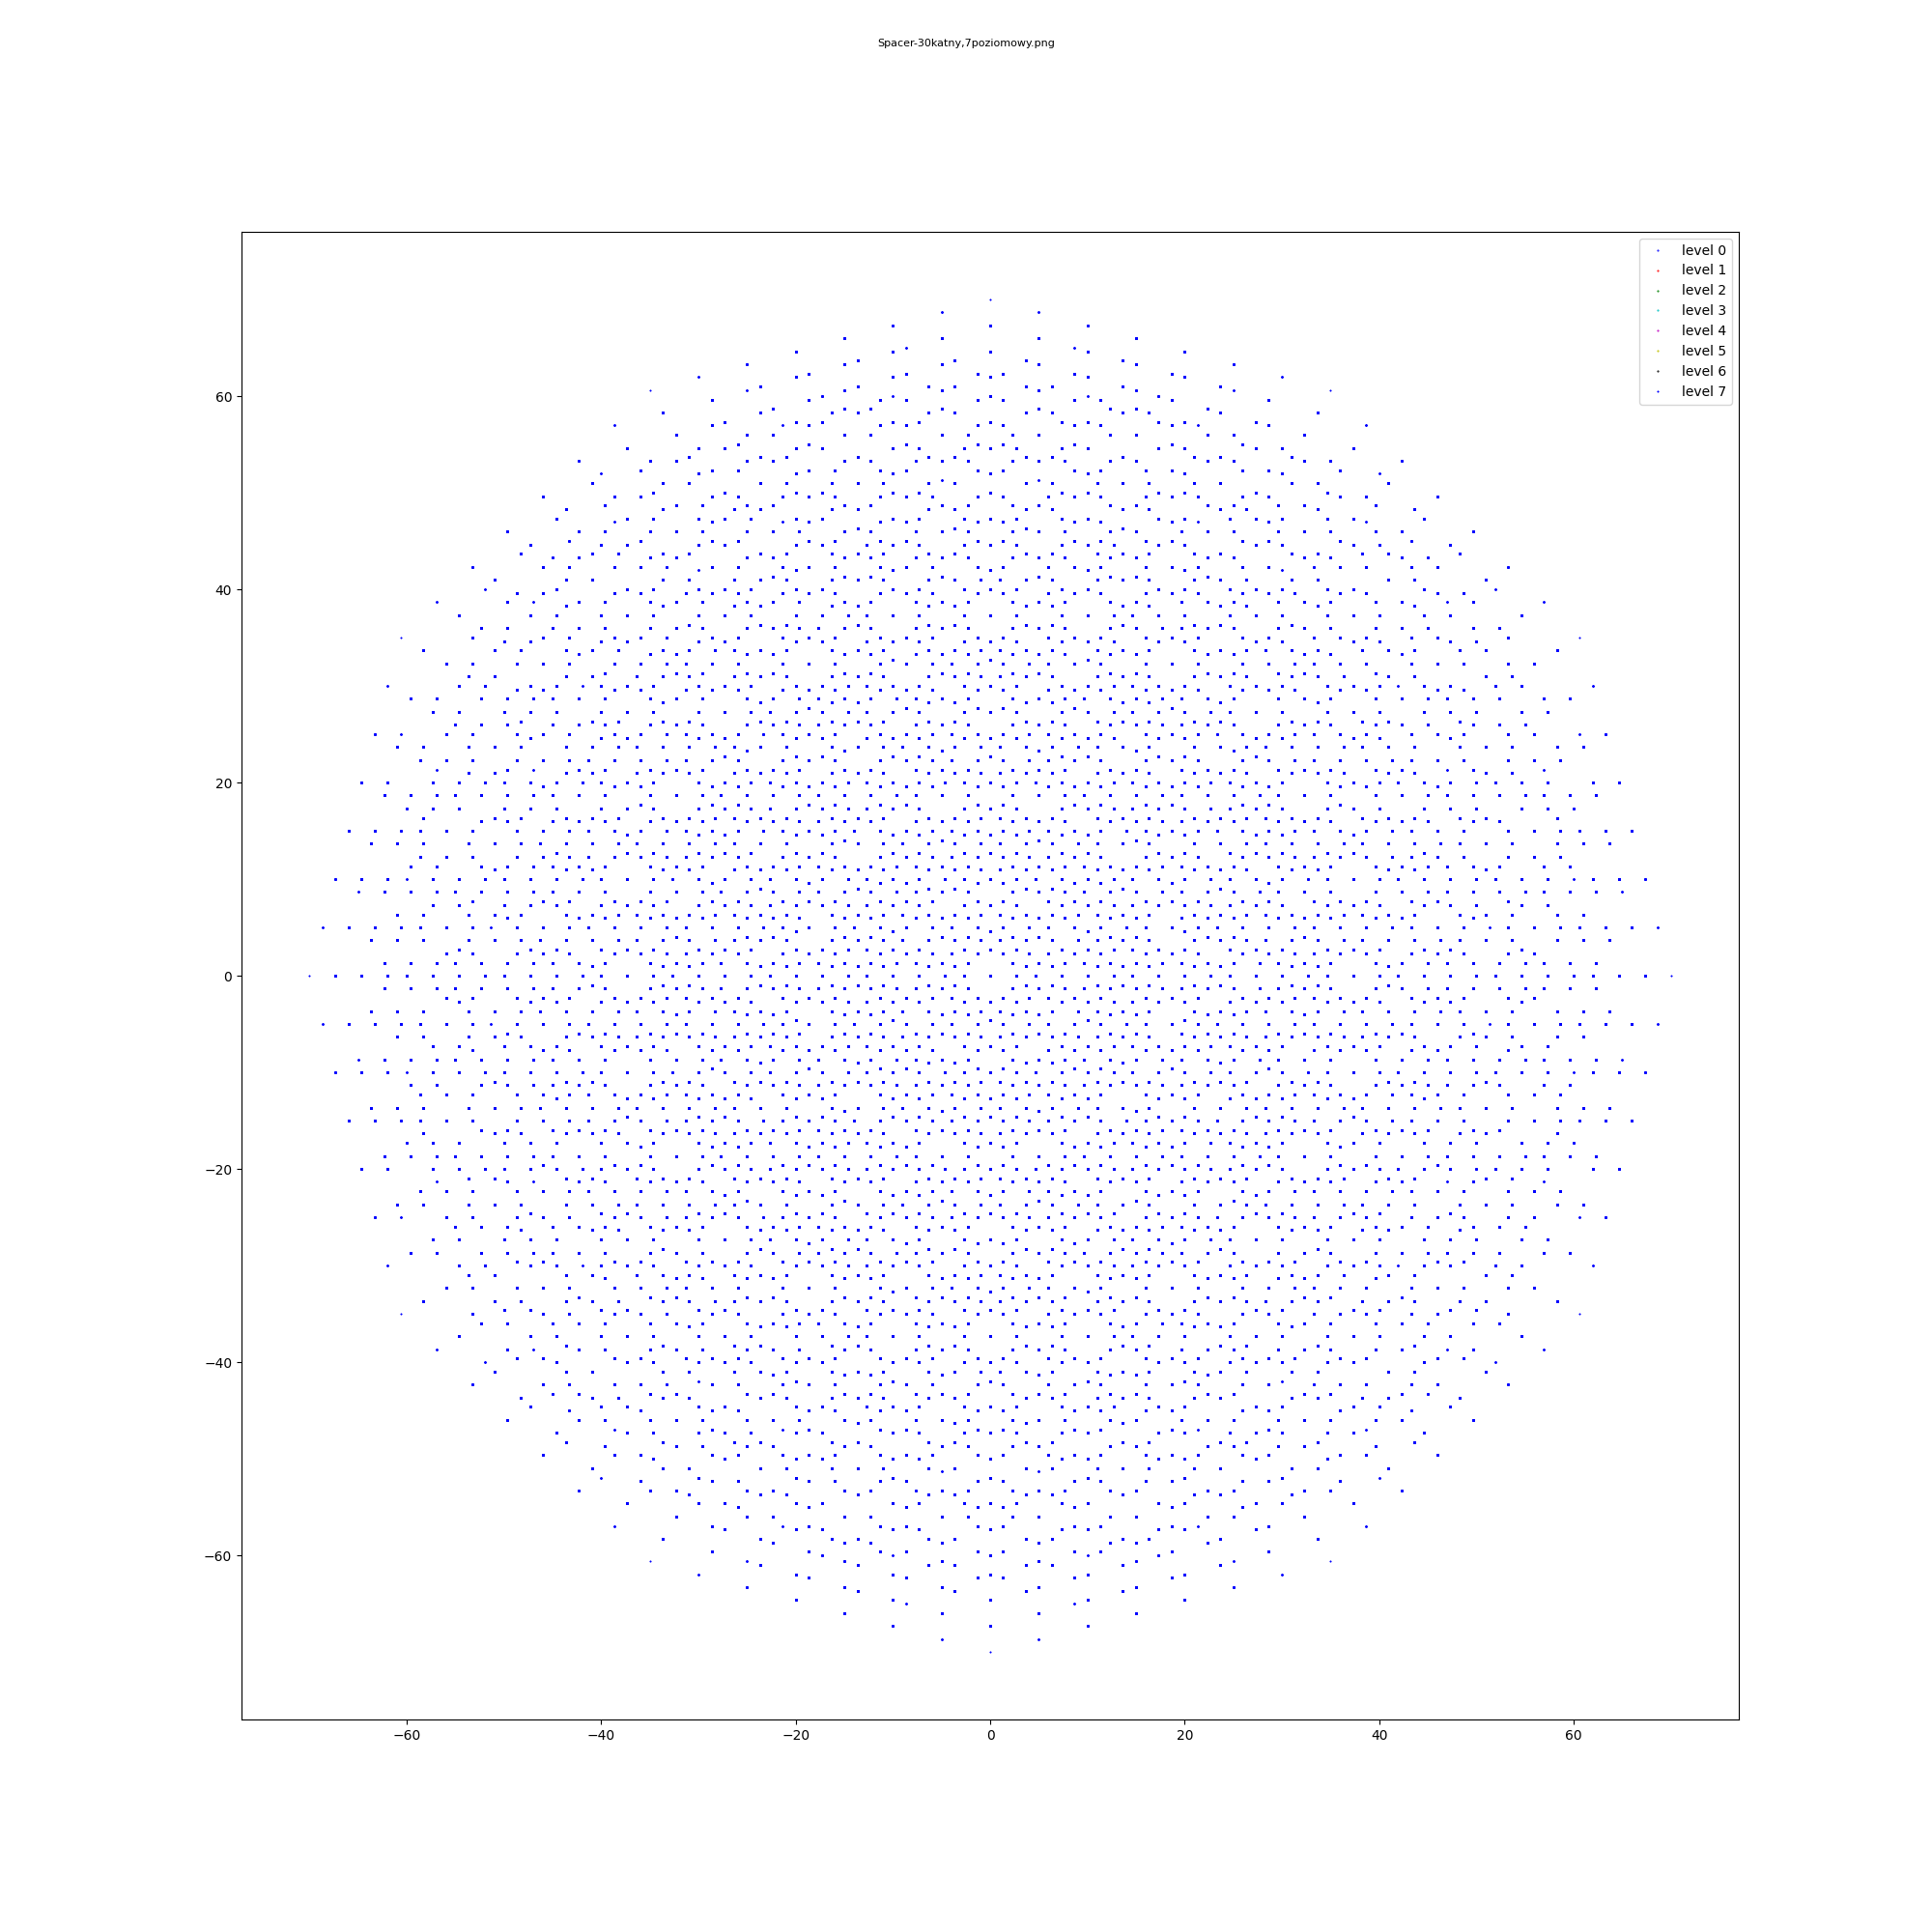 Spacer-30katny,7poziomowy.png
level 0
level 1
level 2
level 3
level 4
level 5
level 6
level 7
60
40
20
0
−20
−40
−60
−60 −40 −20 0 20 40 60